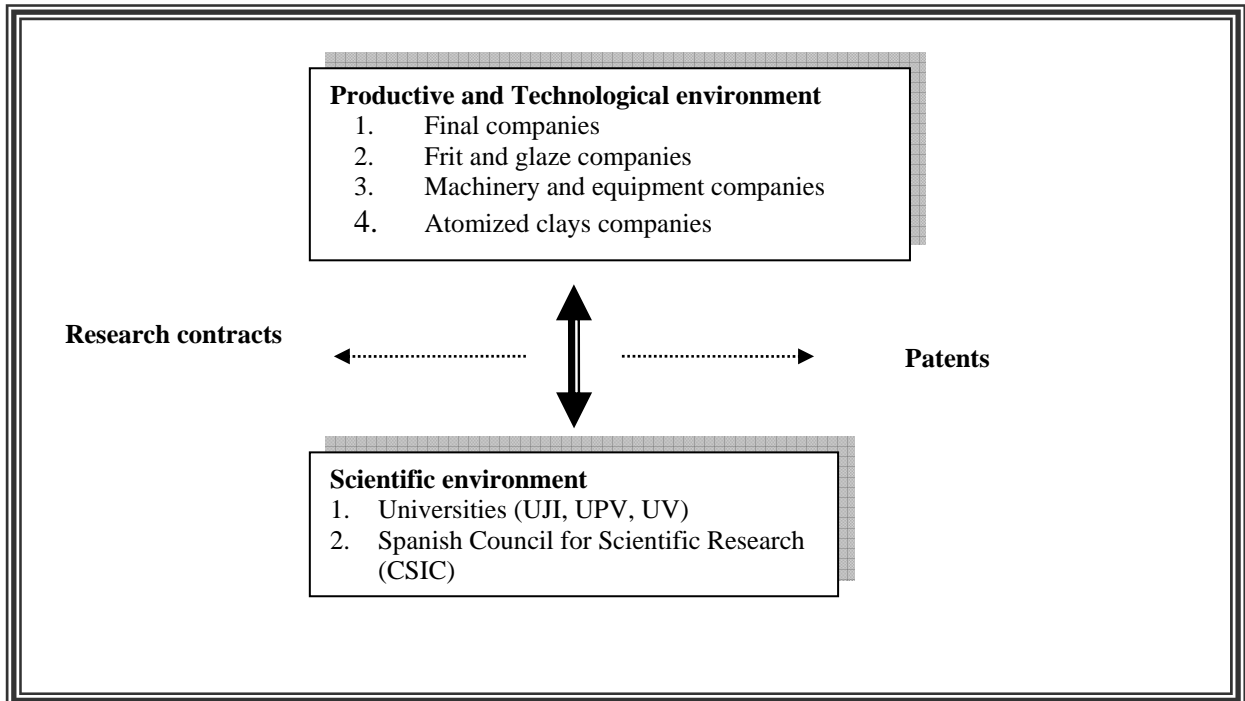 Productive and Technological environment
1. Final companies
2. Frit and glaze companies
3. Machinery and equipment companies
4. Atomized clays companies
Research contracts
Patents
Scientific environment
1. Universities (UJI, UPV, UV)
2. Spanish Council for Scientific Research
(CSIC)